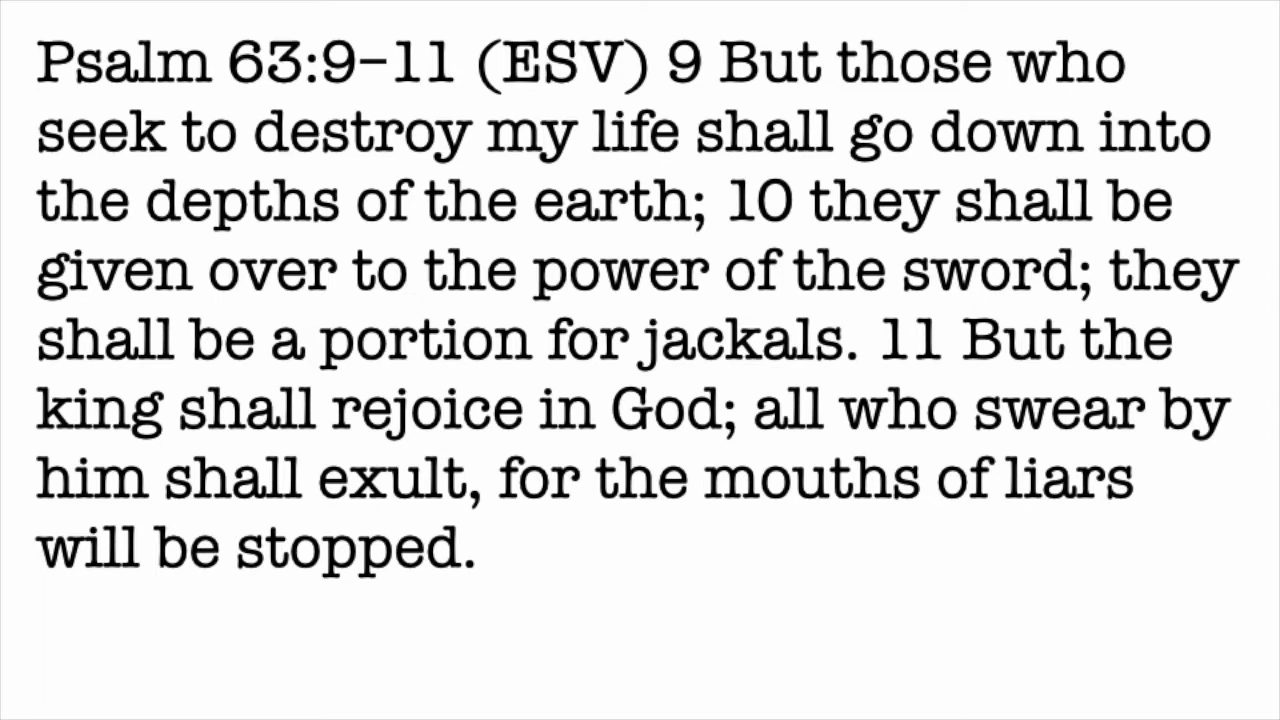 Psalm 63:9–11 (ESV) 9 But those who
seek to destroy my life shall go down into
the depths of the earth; 10 they shall be
given over to the power of the sword; they
shall be a portion for jackals. 11 But the
king shall rejoice in God; all who swear by
him shall exult, for the mouths of liars
will be stopped.